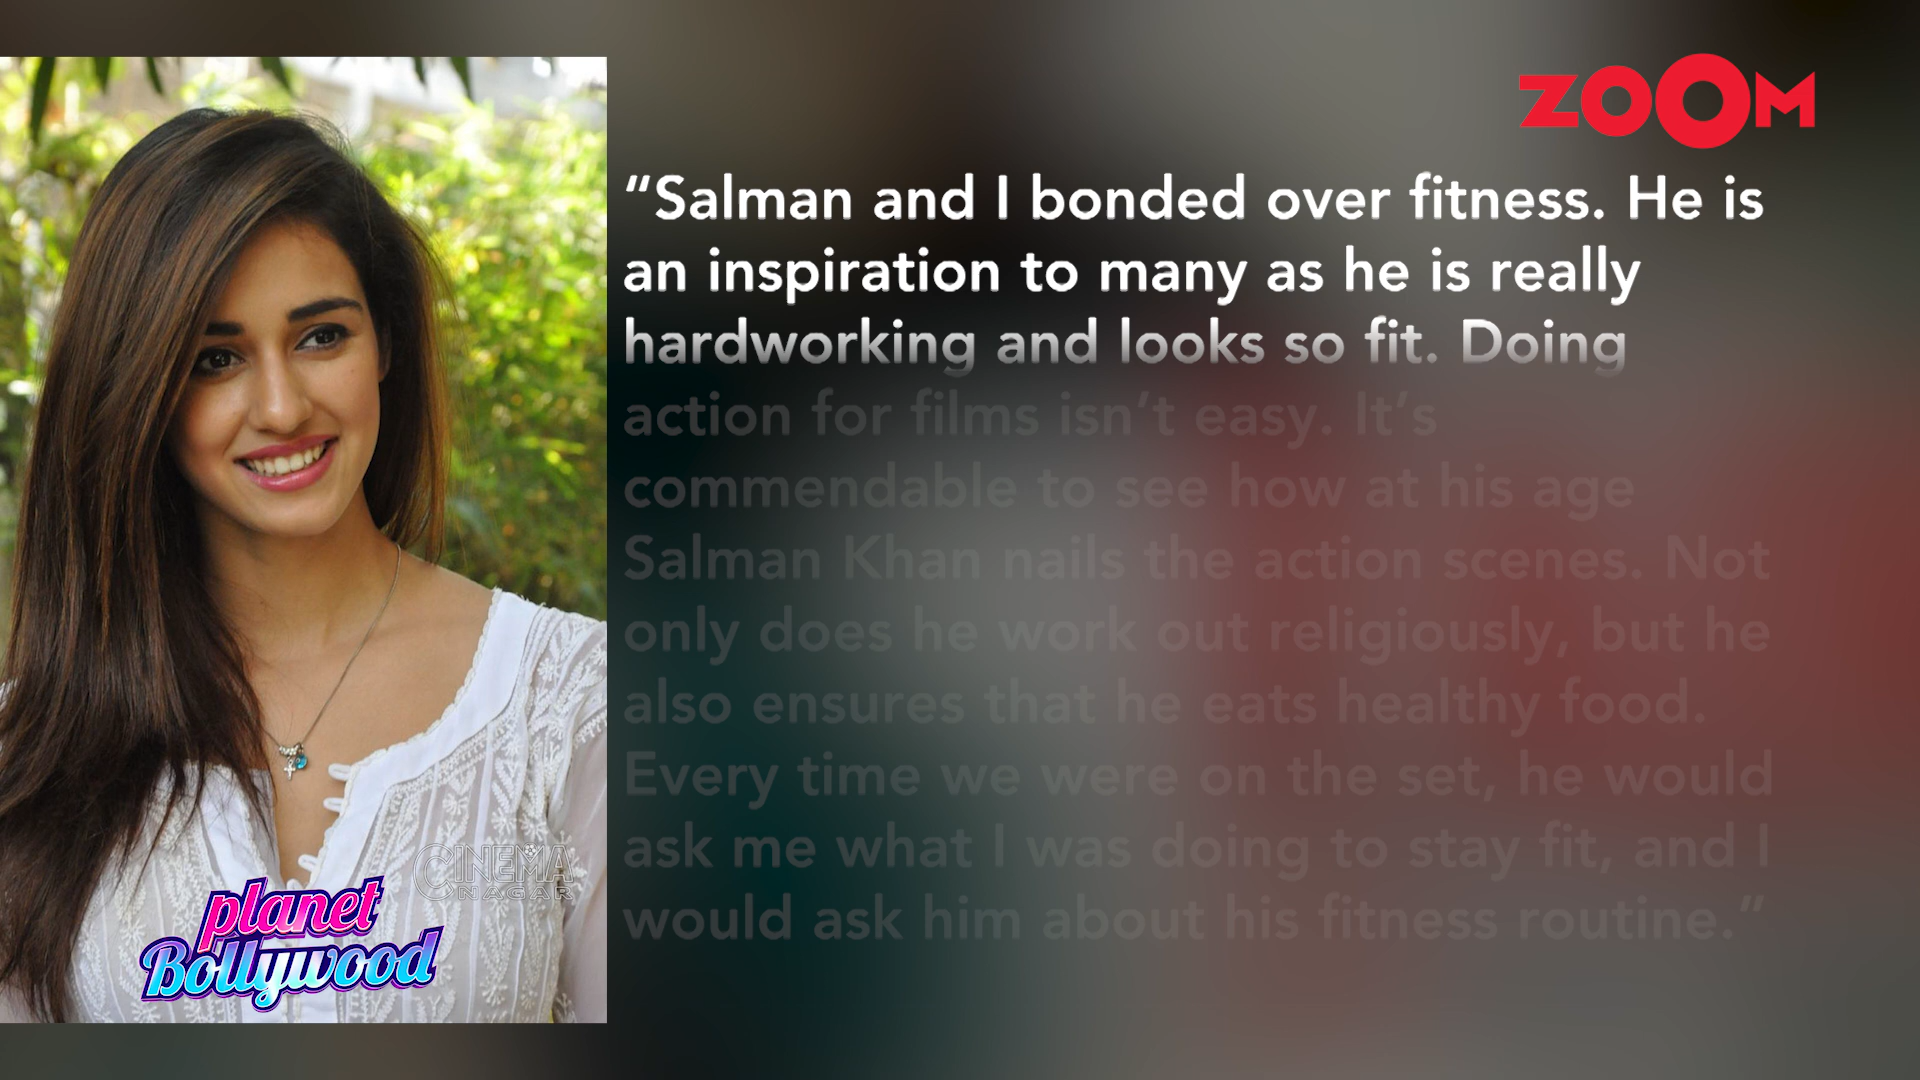 ZOOM
“Salman and I bonded over fitness. He is
an inspiration to many as he is really
hardworking and looks so fit. Doing
action for films isn’t easy. It’s
commendable to see how at his age
Salman Khan nails the action scenes. Not
only does he work out religiously, but he
also ensures that he eats healthy food.
Every time we were on the set, he would
ask me what I was doing to stay fit, and I
would ask him about his fitness routine.”
CINEMA
NAGAR
planet
Bollywood